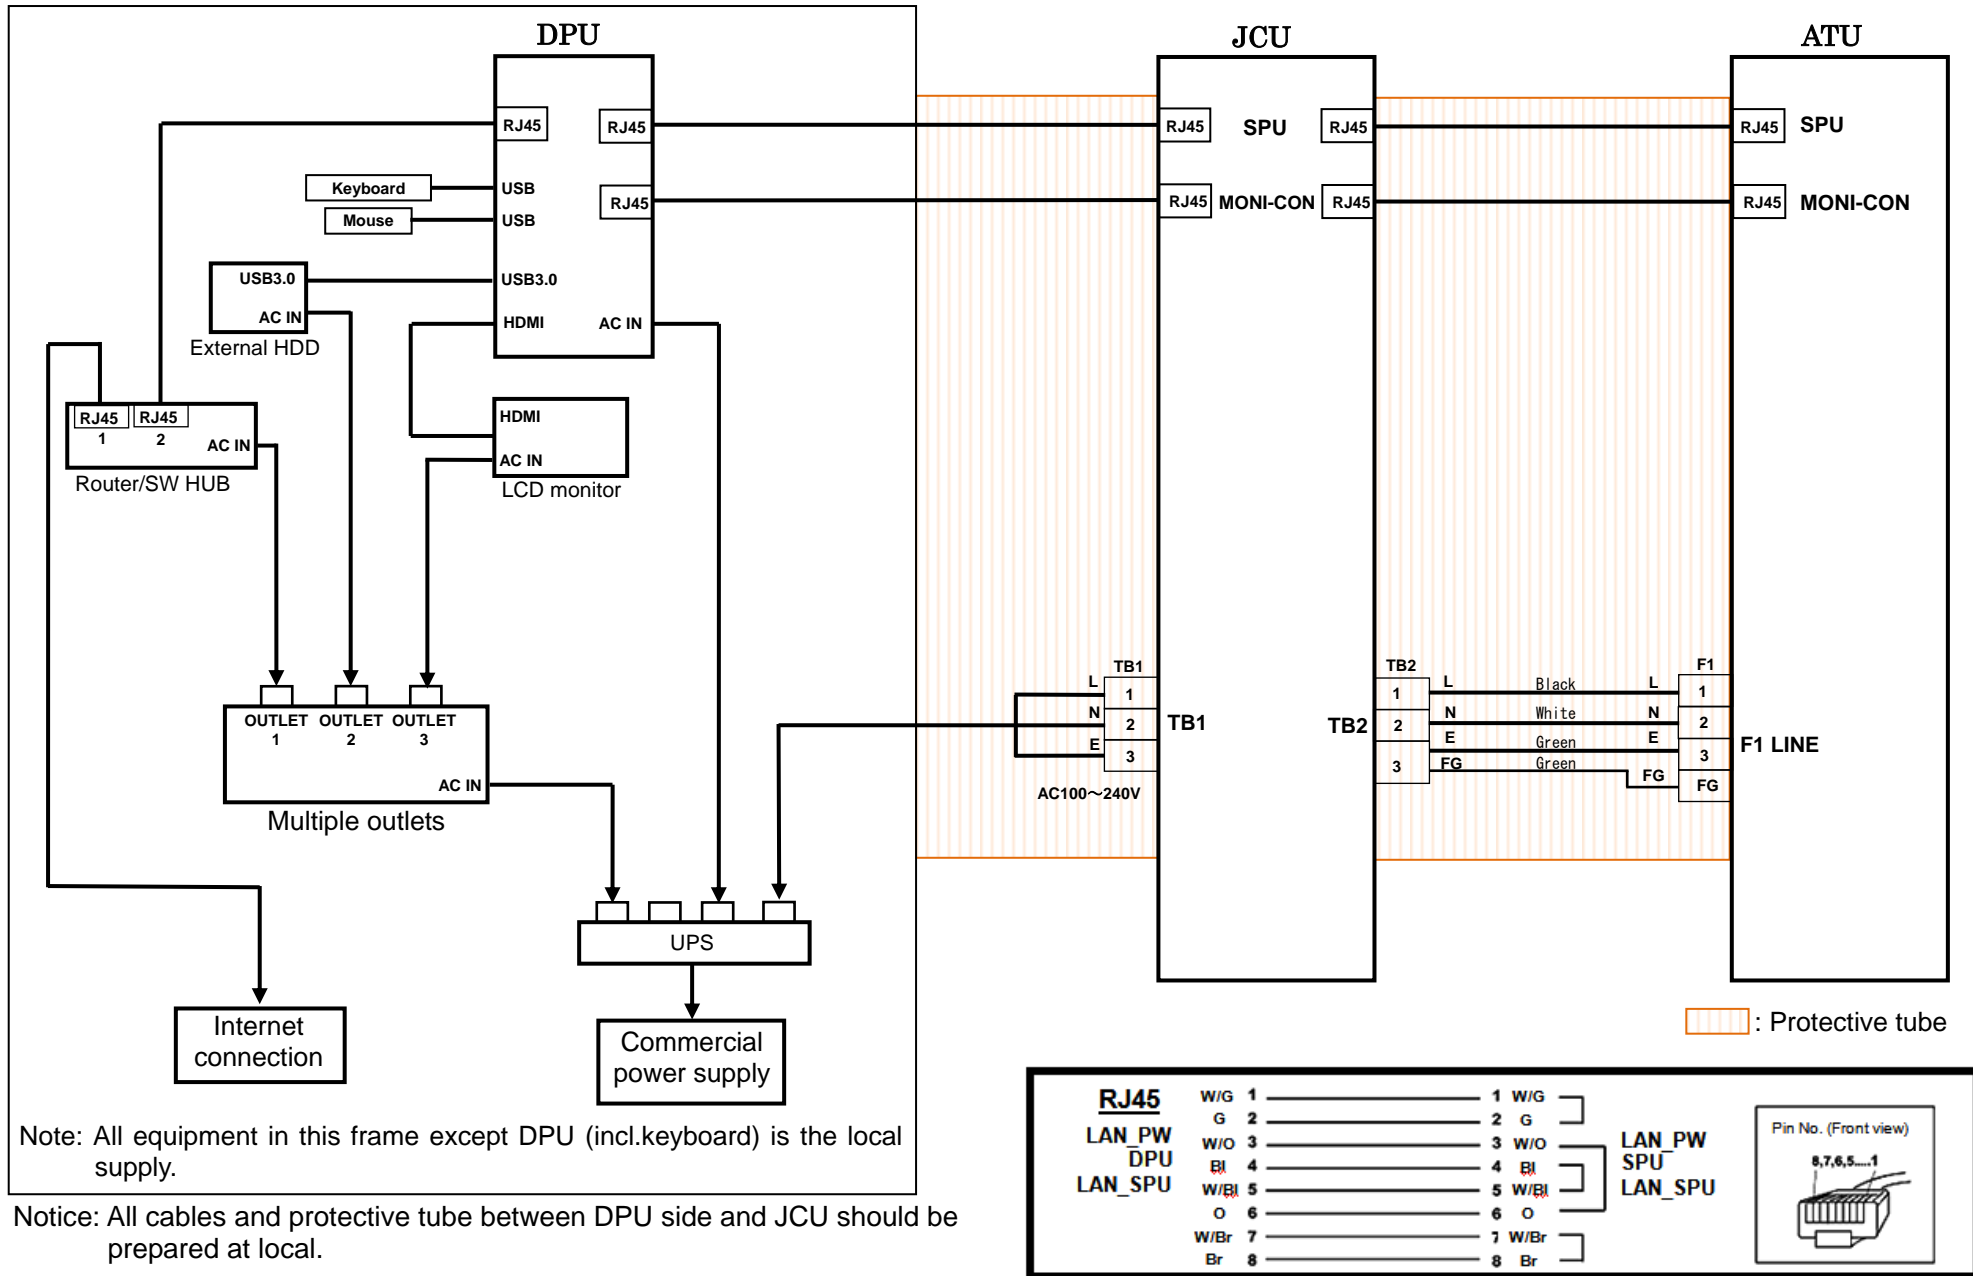 DPU
JCU
ATU
RJ45
RJ45
RJ45
SPU
RJ45
RJ45
SPU
Keyboard
USB
RJ45
RJ45
MONI-CON
RJ45
RJ45
MONI-CON
Mouse
USB
USB3.0
USB3.0
AC IN
HDMI
AC IN
External HDD
RJ45
RJ45
1
2
AC IN
Router/SW HUB
HDMI
AC IN
LCD monitor
OUTLET
1
OUTLET
2
OUTLET
3
AC IN
Multiple outlets
TB1
L
1
N
2
E
3
TB1
AC100～240V
TB2
TB2
1
2
3
L
Black
L
N
White
N
E
Green
E
FG
Green
FG
F1
1
2
3
FG
F1 LINE
UPS
Internet
connection
Commercial
power supply
: Protective tube
Note: All equipment in this frame except DPU (incl.keyboard) is the local
supply.
Notice: All cables and protective tube between DPU side and JCU should be
prepared at local.
RJ45
LAN_PW
DPU
LAN_SPU
W/G 1 1 W/G
G 2 2 G
W/O 3 3 W/O
Bl 4 4 Bl
W/Bl 5 5 W/Bl
O 6 6 O
W/Br 7 7 W/Br
Br 8 8 Br
LAN_PW
SPU
LAN_SPU
Pin No. (Front view)
8,7,6,5.....1